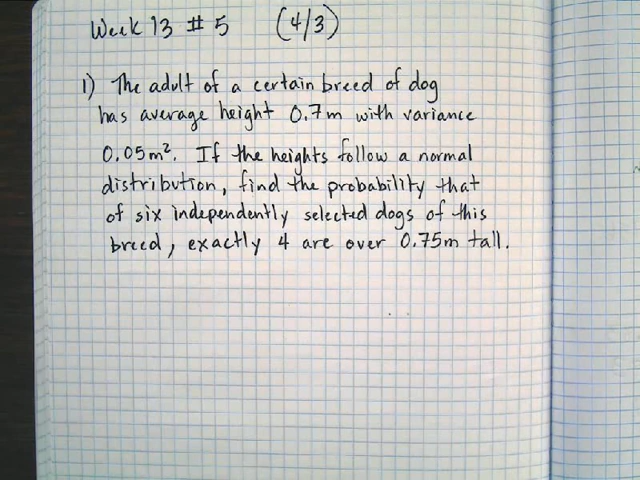 Week 13 # 5 (4/3)
1) The adult of a certain breed of dog
has average height 0.7m with variance
0.05m². If the heights follow a normal
distribution, find the probability that
of six independently selected dogs of this
breed, exactly 4 are over 0.75m tall.